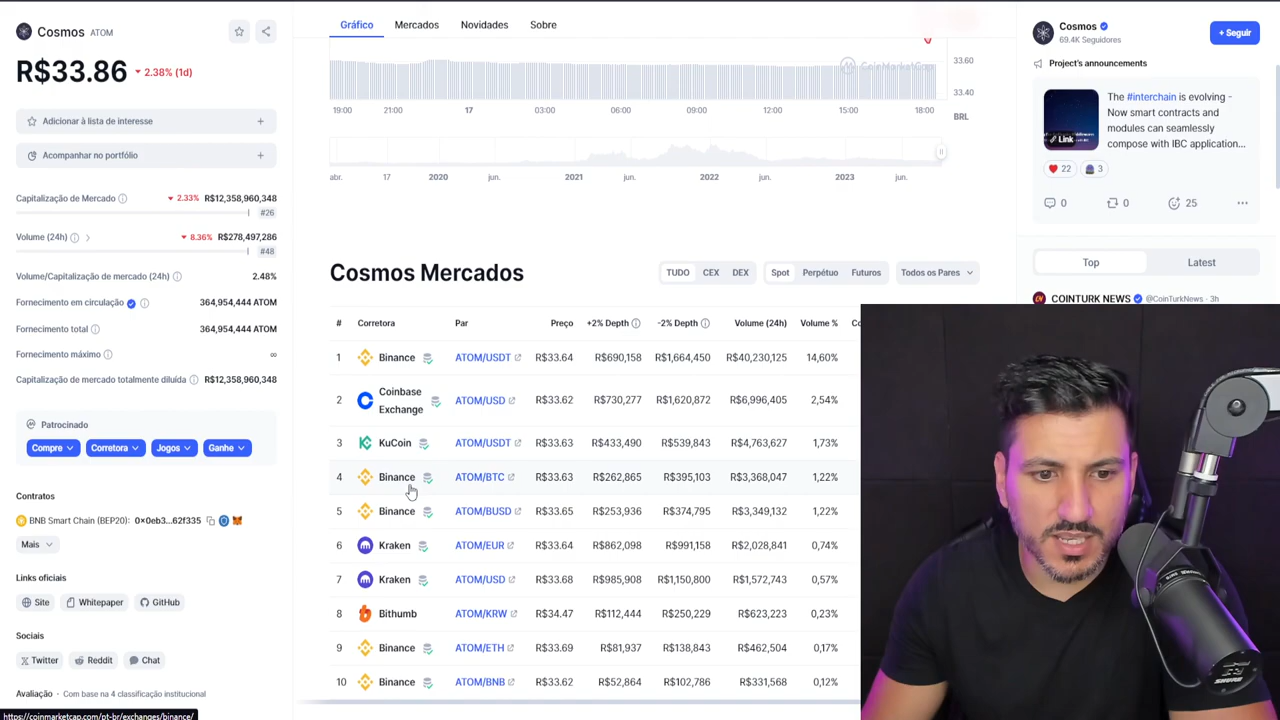 Cosmos ATOM
R$33.86 2.38% (1d)
Adicionar à lista de interesse +
Acompanhar no portfólio +
Capitalização de Mercado 2.33% R$12,358,960,348
#26
Volume (24h) 8.36% R$278,497,286
#48
Volume/Capitalização de mercado (24h) 2.48%
Fornecimento em circulação 364,954,444 ATOM
Fornecimento total 364,954,444 ATOM
Fornecimento máximo ∞
Capitalização de mercado totalmente diluída R$12,358,960,348
Patrocinado
Compre Corretora Jogos Ganhe
Contratos
BNB Smart Chain (BEP20): 0x0eb3...62f335
Mais
Links oficiais
Site Whitepaper GitHub
Sociais
Twitter Reddit Chat
Avaliação · Com base na 4 classificação institucional
https://coinmarketcap.com/pt-br/exchanges/binance/
Gráfico Mercados Novidades Sobre
33.60
CoinMarketCap
33.40
19:00 21:00 17 03:00 06:00 09:00 12:00 15:00 18:00
BRL
abr. 17 2020 jun. 2021 jun. 2022 jun. 2023 jun.
Cosmos Mercados
TUDO CEX DEX Spot Perpétuo Futuros Todos os Pares
# Corretora Par Preço +2% Depth -2% Depth Volume (24h) Volume % Co
1 Binance ATOM/USDT R$33.64 R$690,158 R$1,664,450 R$40,230,125 14,60%
2 Coinbase Exchange ATOM/USD R$33.62 R$730,277 R$1,620,872 R$6,996,405 2,54%
3 KuCoin ATOM/USDT R$33.63 R$433,490 R$539,843 R$4,763,627 1,73%
4 Binance ATOM/BTC R$33.63 R$262,865 R$395,103 R$3,368,047 1,22%
5 Binance ATOM/BUSD R$33.65 R$253,936 R$374,795 R$3,349,132 1,22%
6 Kraken ATOM/EUR R$33.64 R$862,098 R$991,158 R$2,028,841 0,74%
7 Kraken ATOM/USD R$33.68 R$985,908 R$1,150,800 R$1,572,743 0,57%
8 Bithumb ATOM/KRW R$34.47 R$112,444 R$250,229 R$623,223 0,23%
9 Binance ATOM/ETH R$33.69 R$81,937 R$138,843 R$462,504 0,17%
10 Binance ATOM/BNB R$33.62 R$52,864 R$102,786 R$331,568 0,12%
Cosmos
69.4K Seguidores
+ Seguir
Project's announcements
The #interchain is evolving -
Now smart contracts and
modules can seamlessly
compose with IBC application...
Link
22 3
0 0 25
Top Latest
COINTURK NEWS @CoinTurkNews · 3h